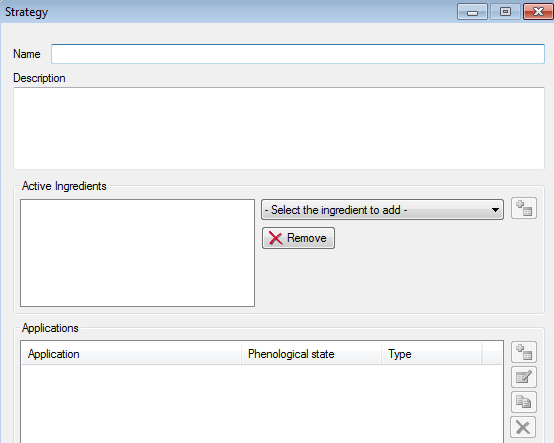 Strategy
Name
Description
Active Ingredients
- Select the ingredient to add -
Remove
Applications
Application Phenological state Type